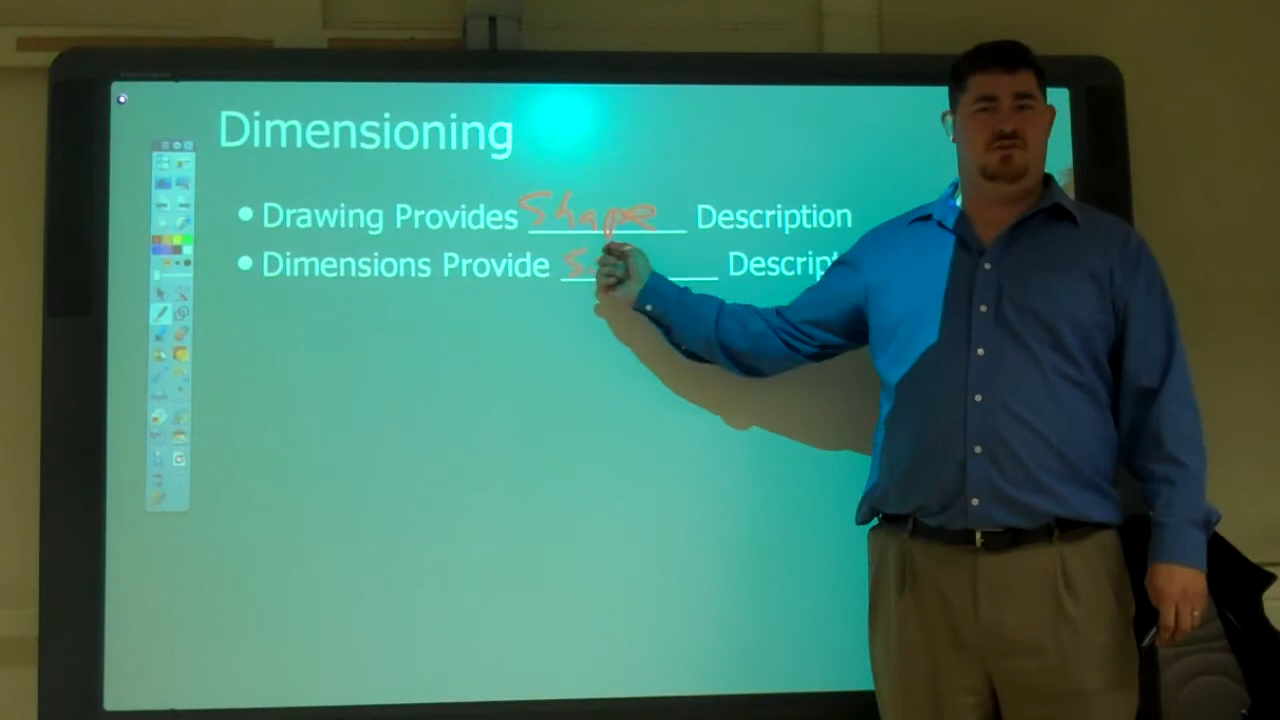 Dimensioning
• Drawing Provides Shape Description
• Dimensions Provide